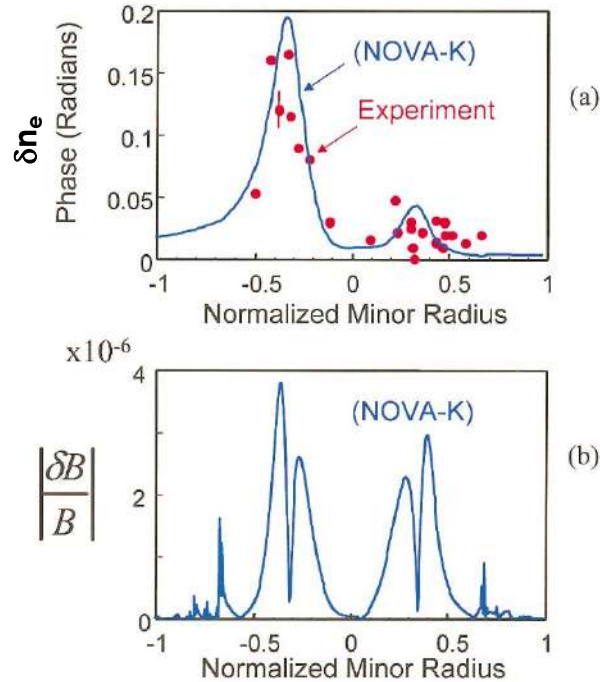 0.2
0.15
0.1
0.05
0
δnₑ
Phase (Radians)
(NOVA-K)
Experiment
(a)
-1 -0.5 0 0.5 1
Normalized Minor Radius
x10⁻⁶
4
2
0
|δB/B|
(NOVA-K)
(b)
-1 -0.5 0 0.5 1
Normalized Minor Radius